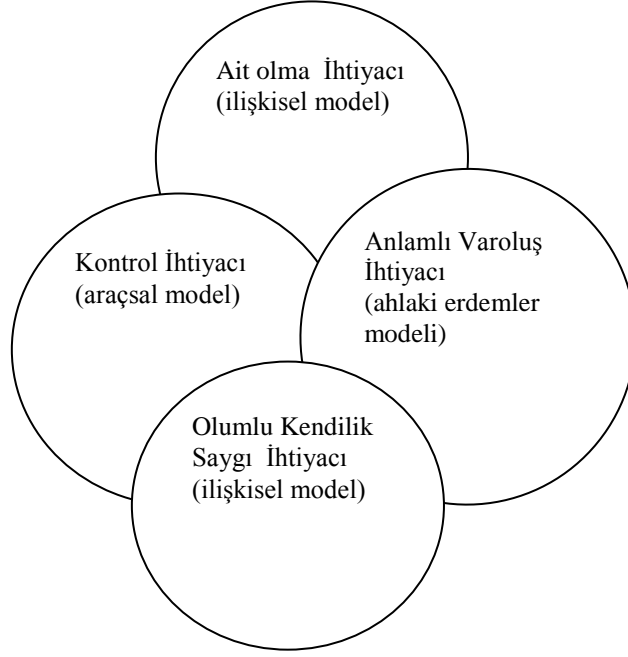 Ait olma İhtiyacı
(ilişkisel model)
Kontrol İhtiyacı
(araçsal model)
Anlamlı Varoluş
İhtiyacı
(ahlaki erdemler
modeli)
Olumlu Kendilik
Saygı İhtiyacı
(ilişkisel model)